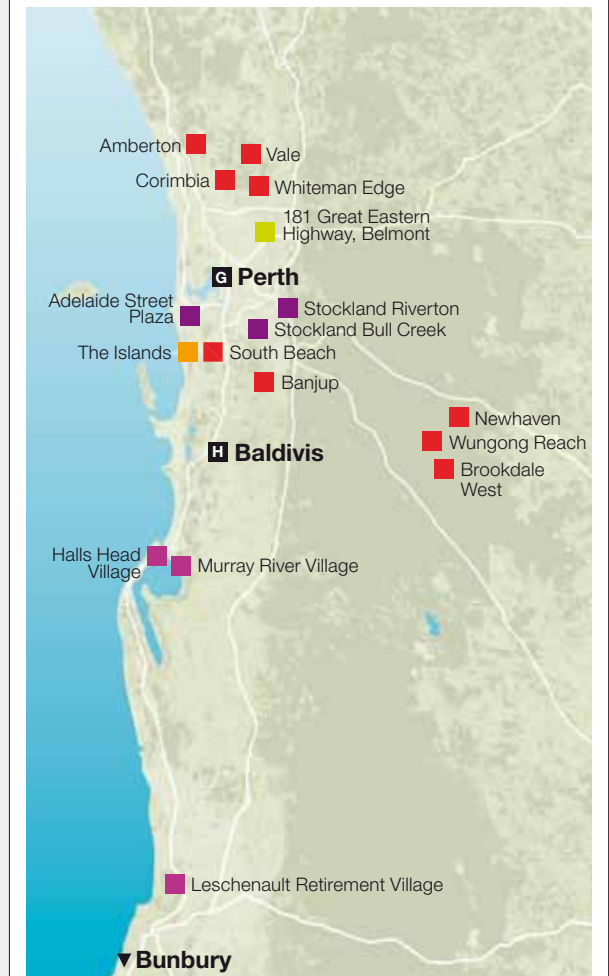 Amberton
Vale
Corimbia
Whiteman Edge
181 Great Eastern
Highway, Belmont
G Perth
Adelaide Street
Plaza
Stockland Riverton
Stockland Bull Creek
The Islands
South Beach
Banjup
Newhaven
Wungong Reach
H Baldivis
Brookdale
West
Halls Head
Village
Murray River Village
Leschenault Retirement Village
Bunbury